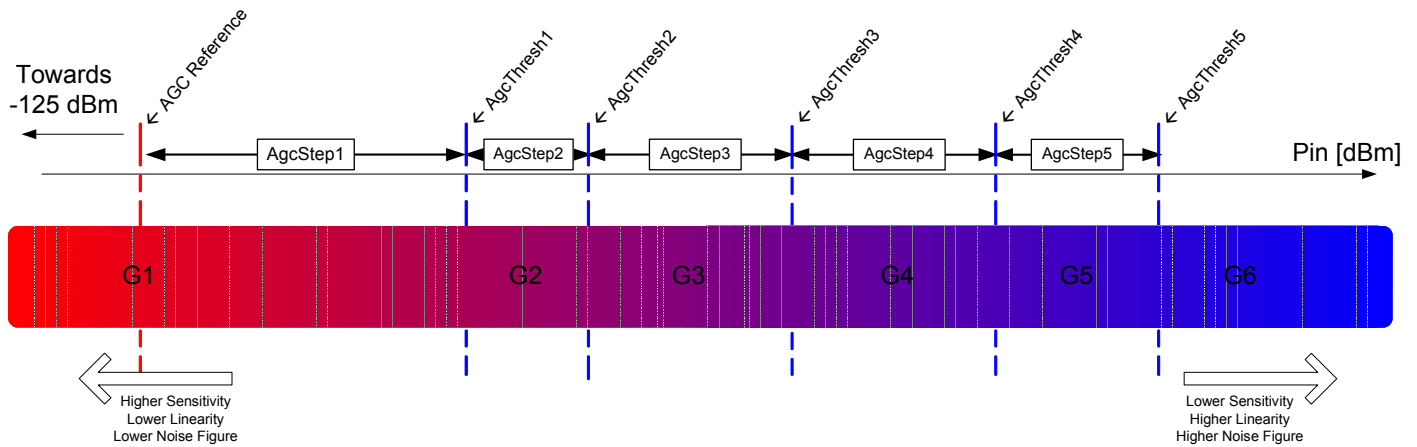 Towards
-125 dBm
← AGC Reference
← AgcThresh1
← AgcThresh2
← AgcThresh3
← AgcThresh4
← AgcThresh5
AgcStep1
AgcStep2
AgcStep3
AgcStep4
AgcStep5
Pin [dBm]
G1
G2
G3
G4
G5
G6
Higher Sensitivity
Lower Linearity
Lower Noise Figure
Lower Sensitivity
Higher Linearity
Higher Noise Figure